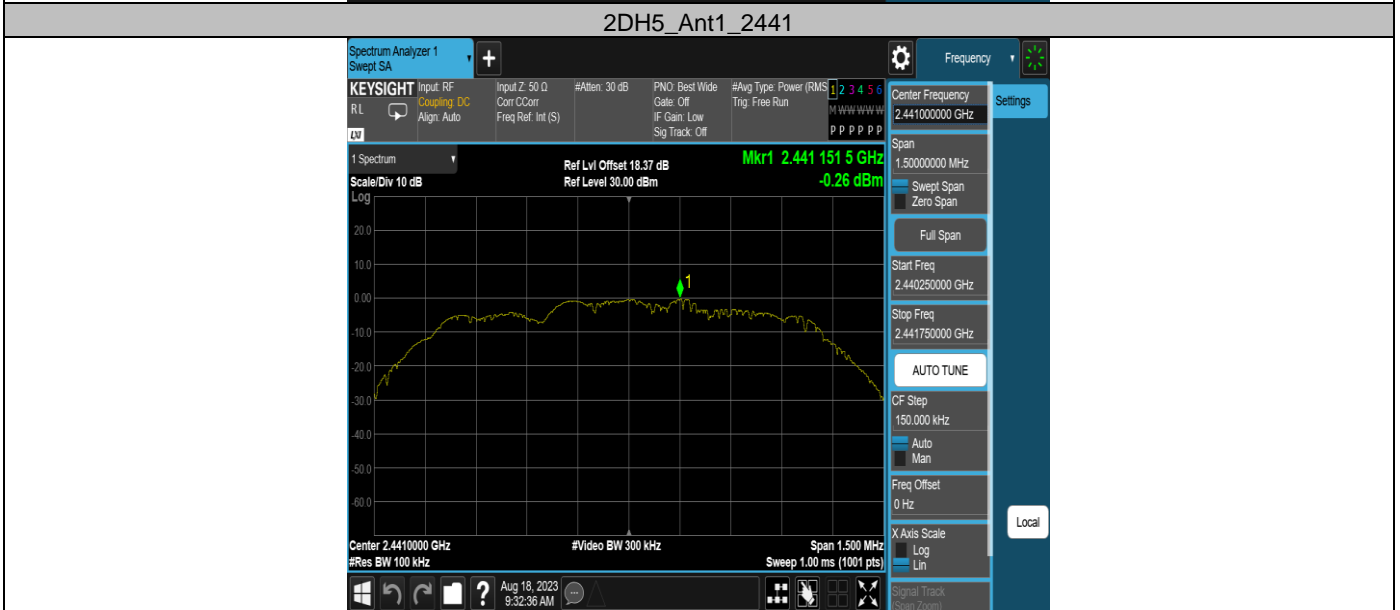 2DH5_Ant1_2441
Spectrum Analyzer 1
Swept SA
+
Frequency
KEYSIGHT Input: RF Input Z: 50 Ω #Atten: 30 dB PNO: Best Wide #Avg Type: Power (RMS 1 2 3 4 5 6
RL Coupling: DC Corr CCorr Gate: Off Trig: Free Run M W W W W W
Align: Auto Freq Ref: Int (S) IF Gain: Low
LXI Sig Track: Off P P P P P P
1 Spectrum
Ref Lvl Offset 18.37 dB
Mkr1 2.441 151 5 GHz
Scale/Div 10 dB
Ref Level 30.00 dBm
-0.26 dBm
Log
20.0
10.0
0.00
-10.0
-20.0
-30.0
-40.0
-50.0
-60.0
1
Center 2.4410000 GHz #Video BW 300 kHz Span 1.500 MHz
#Res BW 100 kHz Sweep 1.00 ms (1001 pts)
Center Frequency
2.441000000 GHz
Settings
Span
1.50000000 MHz
Swept Span
Zero Span
Full Span
Start Freq
2.440250000 GHz
Stop Freq
2.441750000 GHz
AUTO TUNE
CF Step
150.000 kHz
Auto
Man
Freq Offset
0 Hz
X Axis Scale
Log
Lin
Local
Signal Track
(Span Zoom)
?
Aug 18, 2023
9:32:36 AM